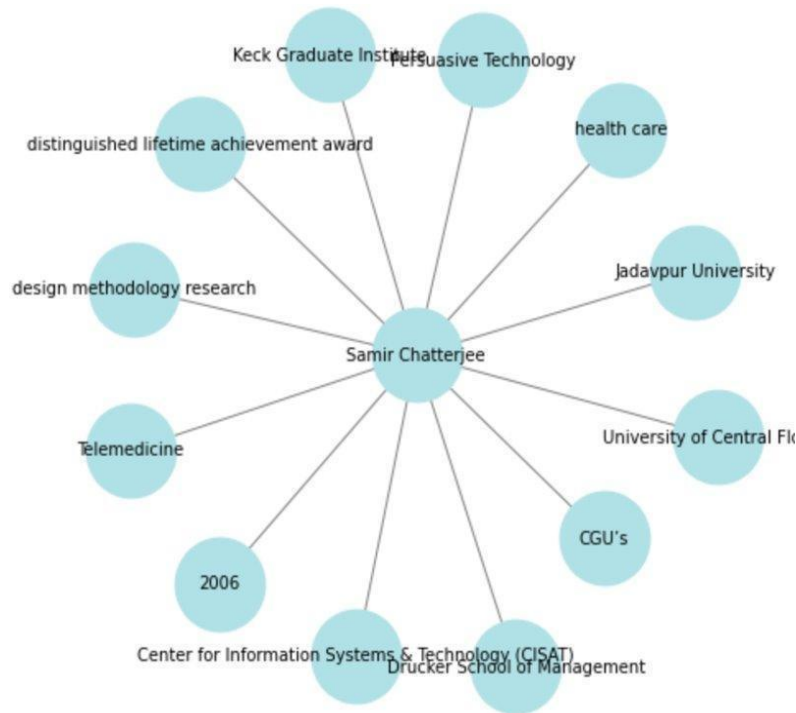 Keck Graduate Institute
Persuasive Technology
health care
distinguished lifetime achievement award
Jadavpur University
design methodology research
Samir Chatterjee
University of Central Flo
Telemedicine
CGU's
2006
Center for Information Systems & Technology (CISAT)
Drucker School of Management